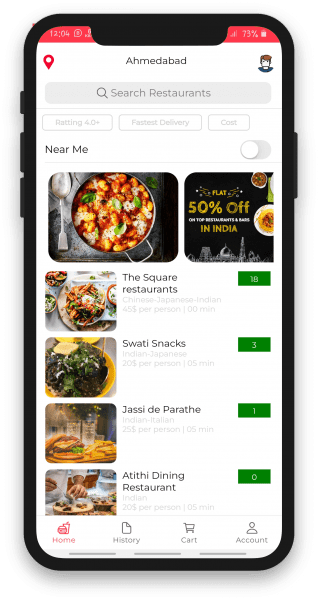 12:04
73%
Ahmedabad
Search Restaurants
Ratting 4.0+
Fastest Delivery
Cost
Near Me
FLAT
50% Off
ON TOP RESTAURANTS & BARS
IN INDIA
The Square
restaurants
18
Chinese-Japanese-Indian
45$ per person | 00 min
Swati Snacks
3
Indian-Japanese
20$ per person | 05 min
Jassi de Parathe
1
Indian-Italian
25$ per person | 05 min
Atithi Dining
Restaurant
0
Indian
20$ per person | 05 min
Home
History
Cart
Account